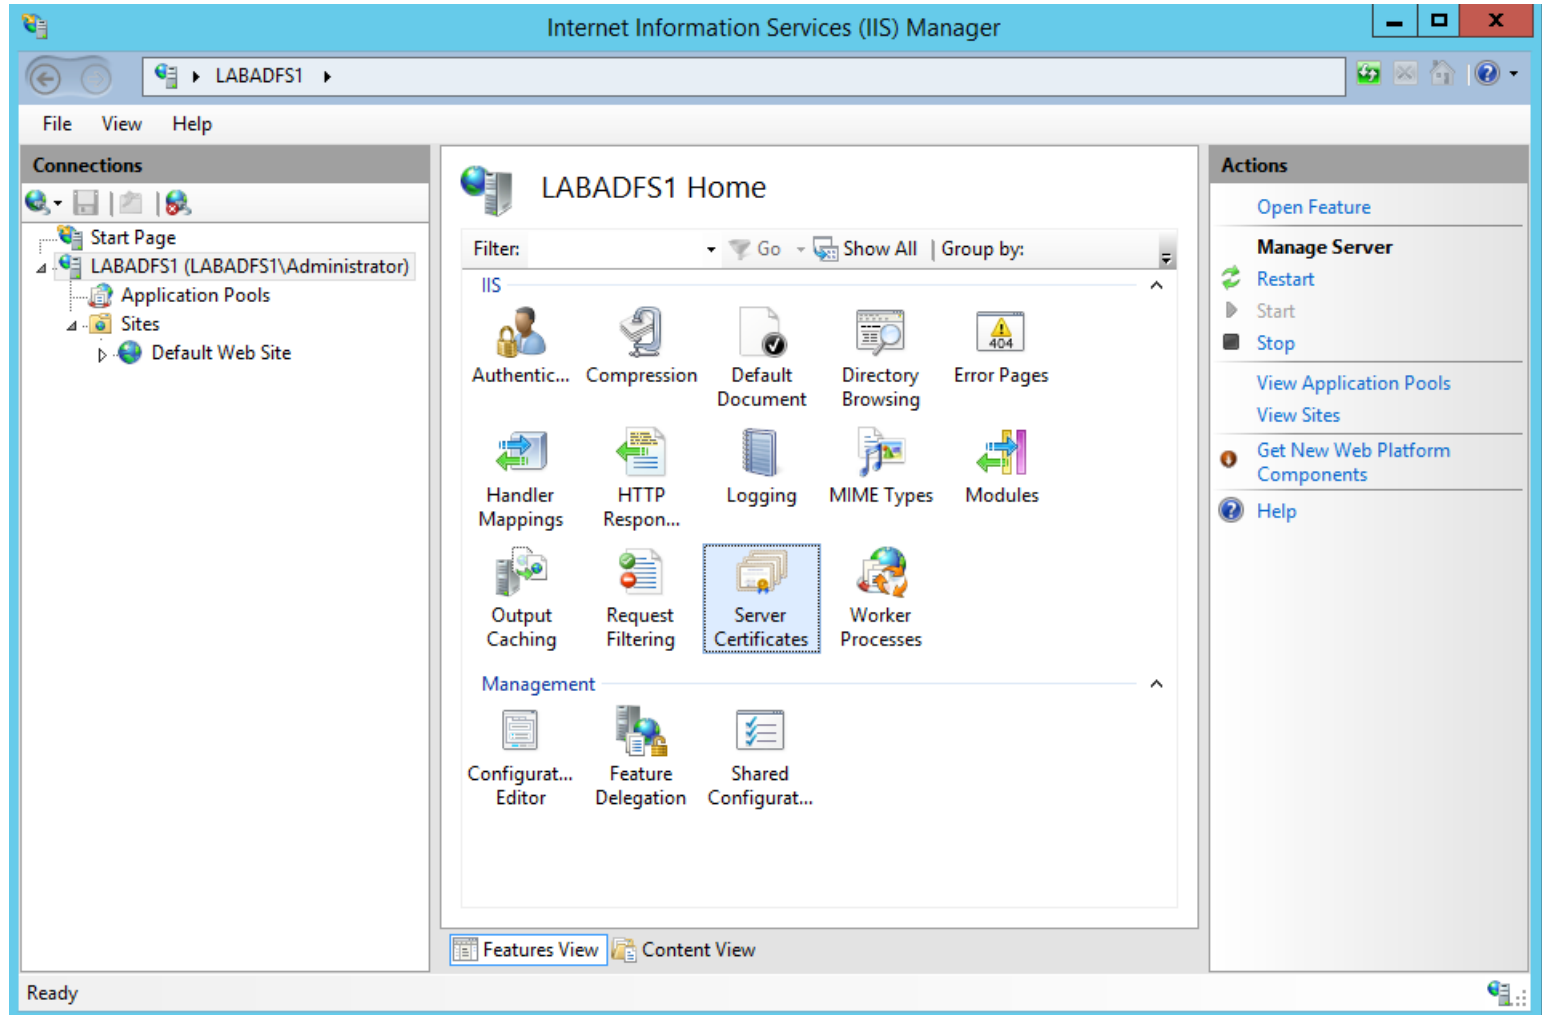 Internet Information Services (IIS) Manager
LABADFS1
File View Help
Connections
Start Page
LABADFS1 (LABADFS1\Administrator)
Application Pools
Sites
Default Web Site
LABADFS1 Home
Filter: Go Show All Group by:
IIS
Authentic... Compression Default Document Directory Browsing Error Pages
404
Handler Mappings HTTP Respon... Logging MIME Types Modules
Output Caching Request Filtering Server Certificates Worker Processes
Management
Configurat... Editor Feature Delegation Shared Configurat...
Features View Content View
Actions
Open Feature
Manage Server
Restart
Start
Stop
View Application Pools
View Sites
Get New Web Platform
Components
Help
Ready